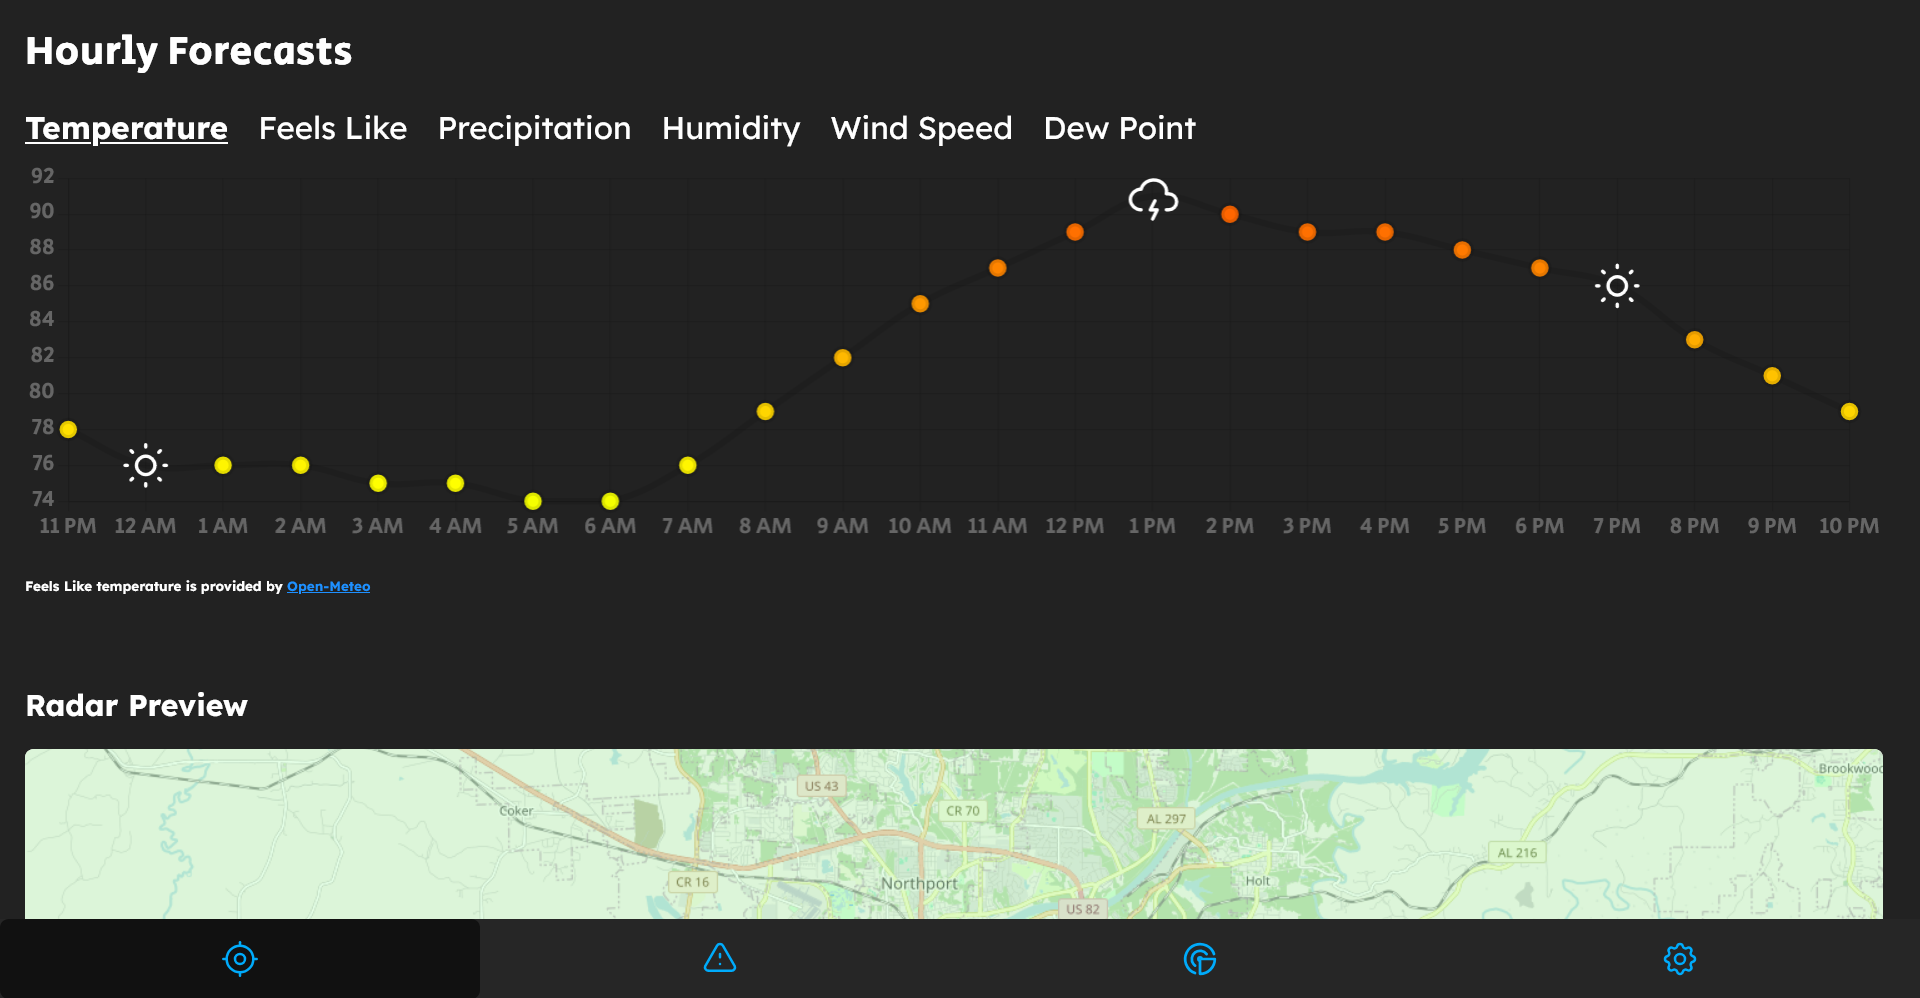 Hourly Forecasts
Temperature Feels Like Precipitation Humidity Wind Speed Dew Point
92
90
88
86
84
82
80
78
76
74
11 PM 12 AM 1 AM 2 AM 3 AM 4 AM 5 AM 6 AM 7 AM 8 AM 9 AM 10 AM 11 AM 12 PM 1 PM 2 PM 3 PM 4 PM 5 PM 6 PM 7 PM 8 PM 9 PM 10 PM
Feels Like temperature is provided by Open-Meteo
Radar Preview
Brookwood
US 43
Coker
CR 70
AL 297
AL 216
CR 16
Northport
Holt
US 82